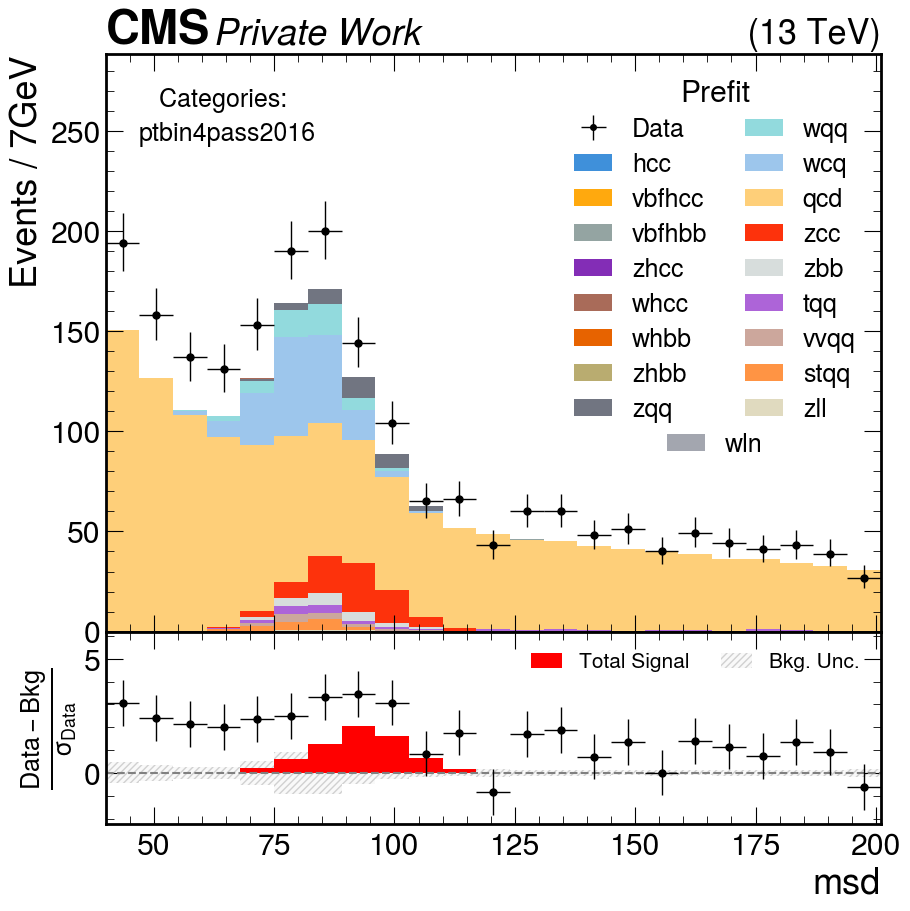 CMS Private Work (13 TeV)
Events / 7GeV
Categories:
ptbin4pass2016
Prefit
Data wqq
hcc wcq
vbfhcc qcd
vbfhbb zcc
zhcc zbb
whcc tqq
whbb vvqq
zhbb stqq
zqq zll
wln
250
200
150
100
50
0
Data – Bkg
σData
Total Signal Bkg. Unc.
5
0
50 75 100 125 150 175 200
msd